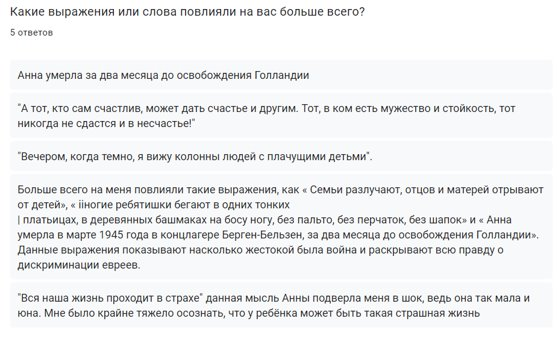 Какие выражения или слова повлияли на вас больше всего?
5 ответов
Анна умерла за два месяца до освобождения Голландии
"А тот, кто сам счастлив, может дать счастье и другим. Тот, в ком есть мужество и стойкость, тот
никогда не сдастся и в несчастье!"
"Вечером, когда темно, я вижу колонны людей с плачущими детьми".
Больше всего на меня повлияли такие выражения, как « Семьи разлучают, отцов и матерей отрывают
от детей», « iiногие ребятишки бегают в одних тонких
| платьицах, в деревянных башмаках на босу ногу, без пальто, без перчаток, без шапок» и « Анна
умерла в марте 1945 года в концлагере Берген-Бельзен, за два месяца до освобождения Голландии».
Данные выражения показывают насколько жестокой была война и раскрывают всю правду о
дискриминации евреев.
"Вся наша жизнь проходит в страхе" данная мысль Анны подверла меня в шок, ведь она так мала и
юна. Мне было крайне тяжело осознать, что у ребёнка может быть такая страшная жизнь